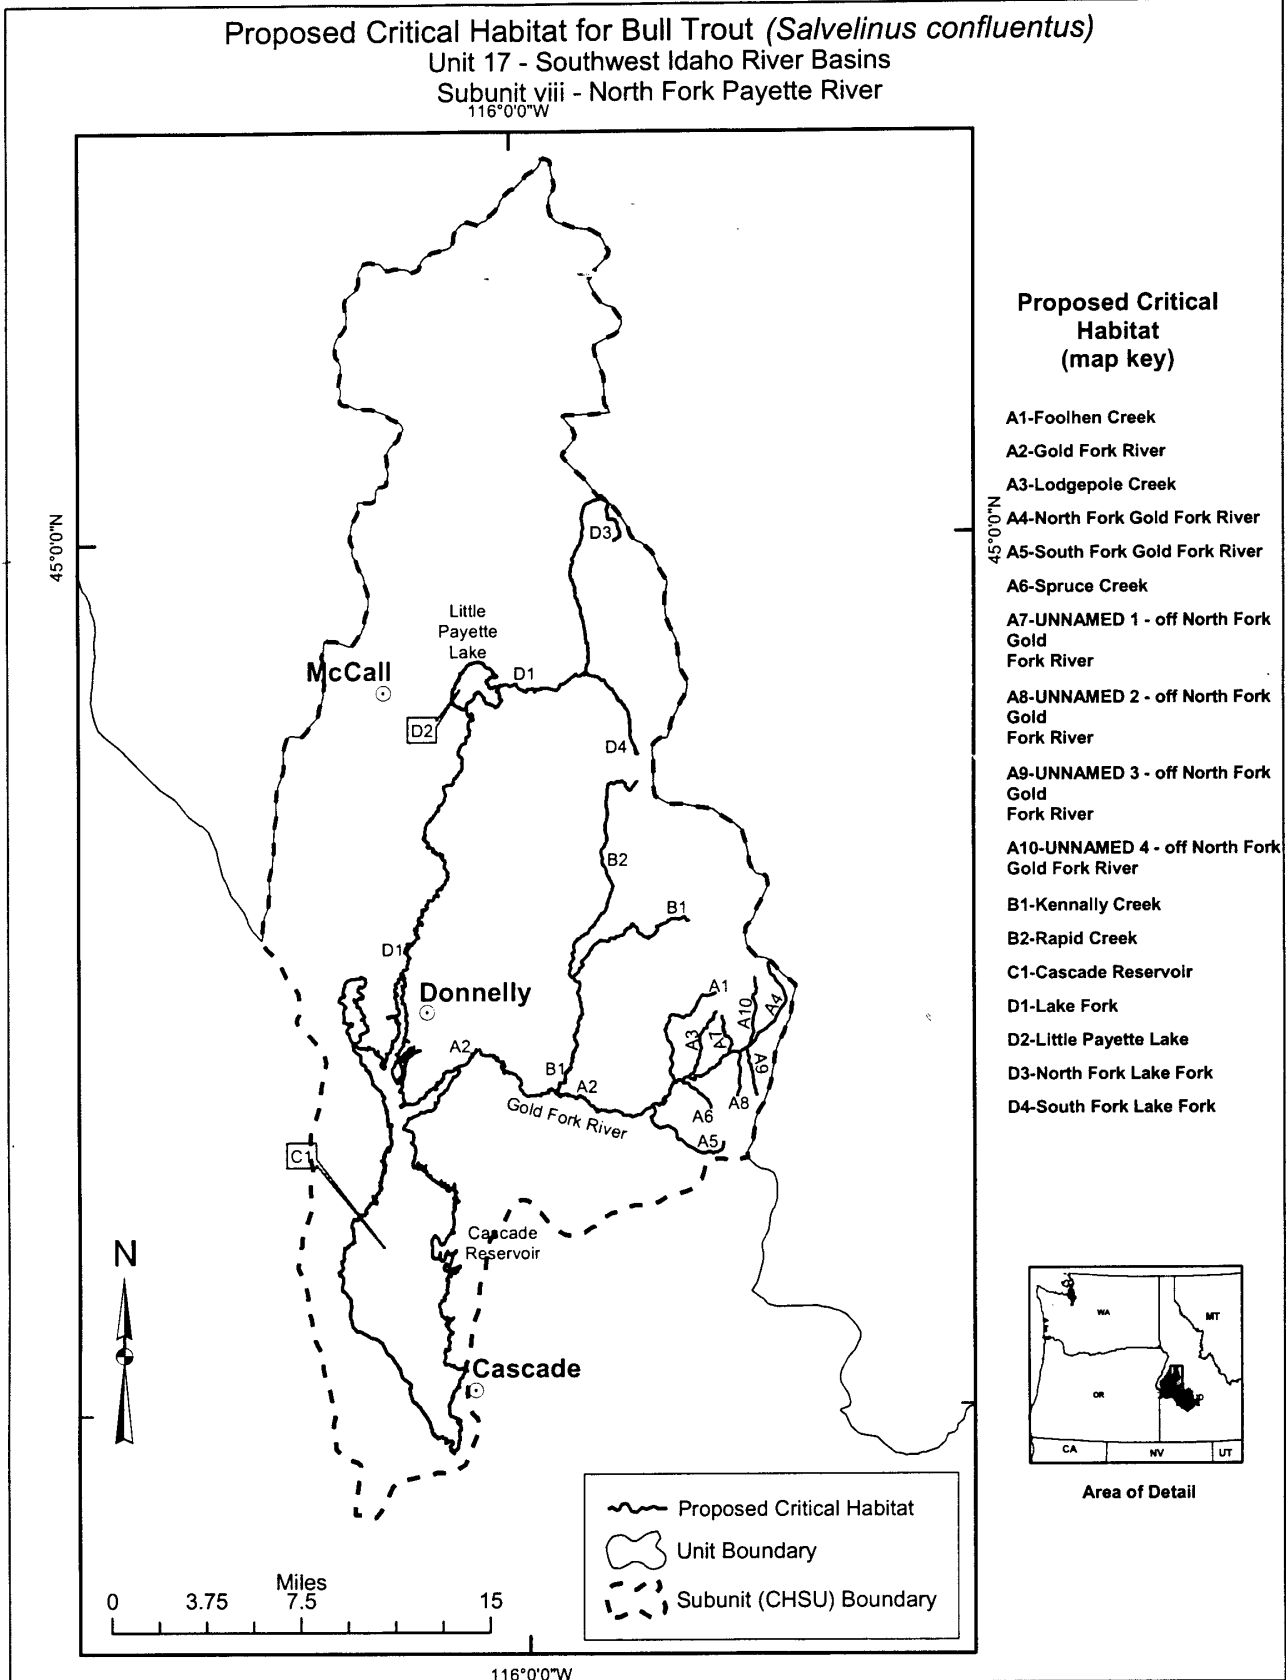 Proposed Critical Habitat for Bull Trout (Salvelinus confluentus)
Unit 17 - Southwest Idaho River Basins
Subunit viii - North Fork Payette River
116°0'0"W
45°0'0"N
45°0'0"N
D3
Little
Payette
Lake
McCall
D1
D2
D4
B2
B1
D1
Donnelly
A1
A10
A4
A3
A7
A2
B1
A2
A9
A8
A6
Gold Fork River
A5
C1
Cascade
Reservoir
N
Cascade
Proposed Critical Habitat
Unit Boundary
Subunit (CHSU) Boundary
Miles
0 3.75 7.5 15
116°0'0"W
Proposed Critical
Habitat
(map key)
A1-Foolhen Creek
A2-Gold Fork River
A3-Lodgepole Creek
A4-North Fork Gold Fork River
A5-South Fork Gold Fork River
A6-Spruce Creek
A7-UNNAMED 1 - off North Fork
Gold
Fork River
A8-UNNAMED 2 - off North Fork
Gold
Fork River
A9-UNNAMED 3 - off North Fork
Gold
Fork River
A10-UNNAMED 4 - off North Fork
Gold Fork River
B1-Kennally Creek
B2-Rapid Creek
C1-Cascade Reservoir
D1-Lake Fork
D2-Little Payette Lake
D3-North Fork Lake Fork
D4-South Fork Lake Fork
WA
MT
OR
CA
NV
UT
Area of Detail